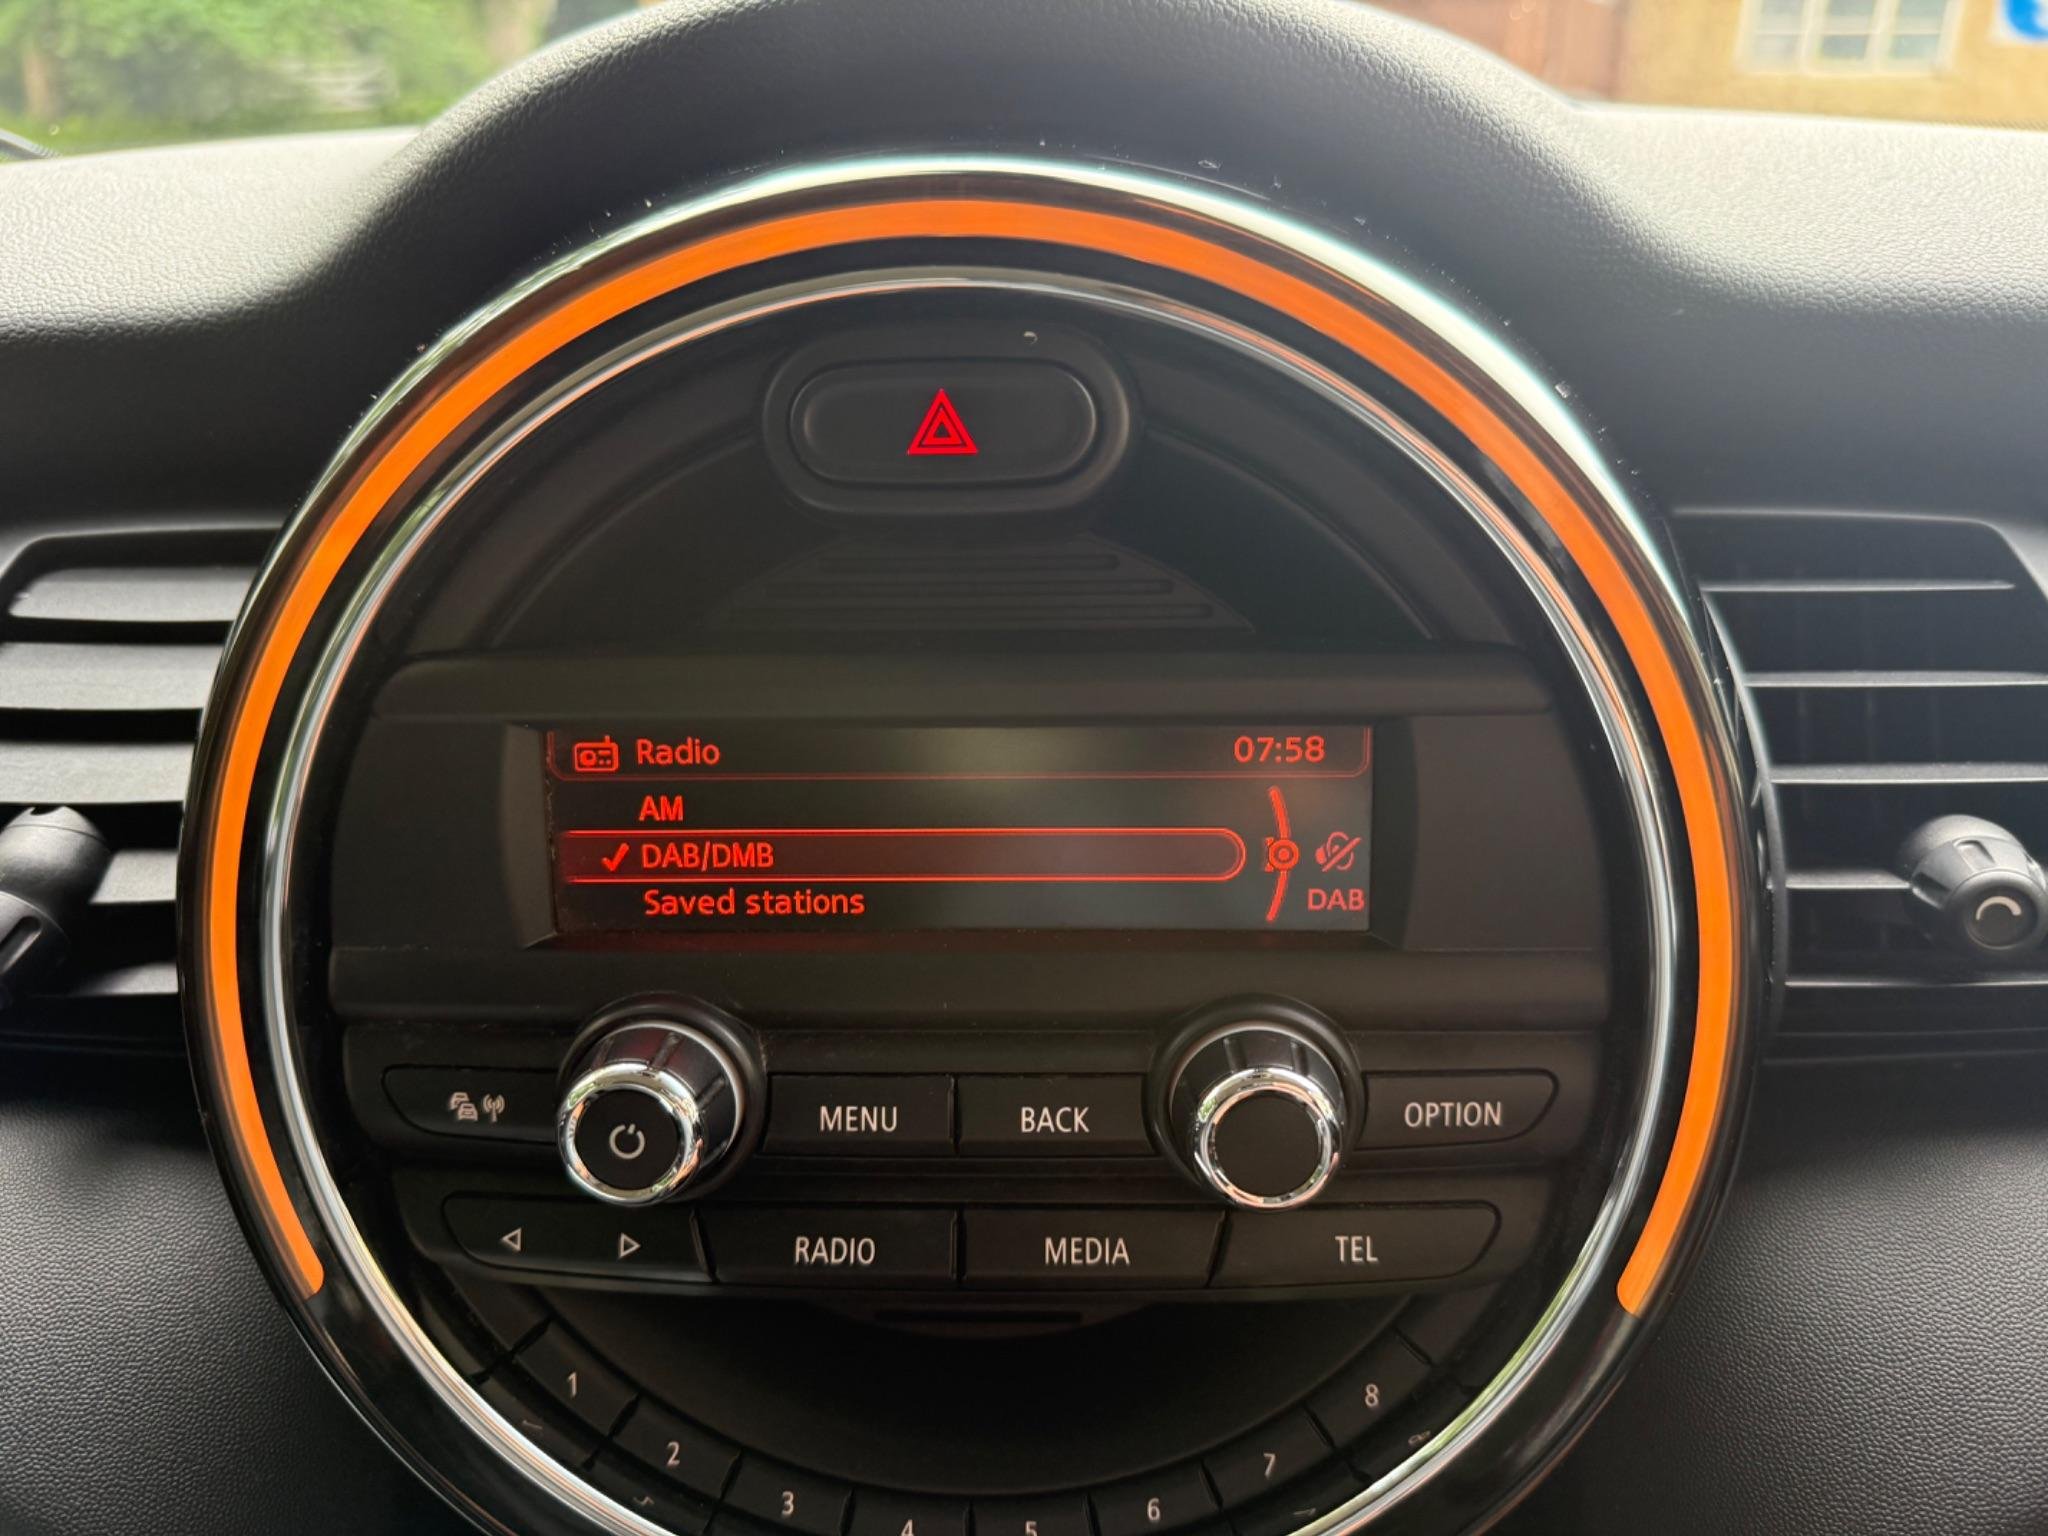 Radio 07:58
AM
DAB/DMB
Saved stations DAB
MENU BACK OPTION
RADIO MEDIA TEL
1 2 3 4 5 6 7 8